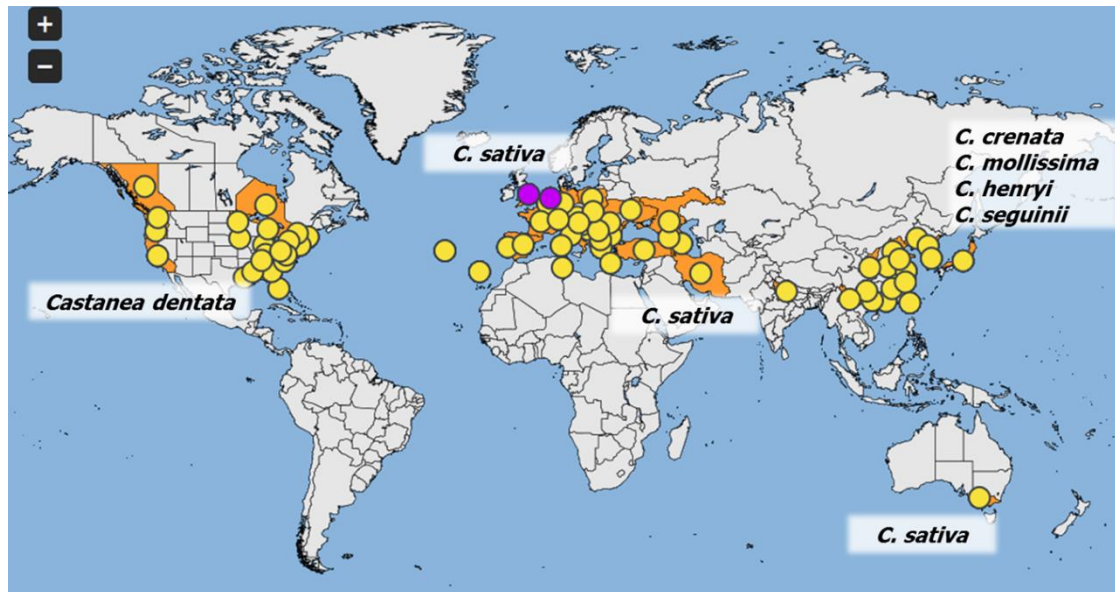 +
−
C. sativa
C. crenata
C. mollissima
C. henryi
C. seguinii
Castanea dentata
C. sativa
C. sativa